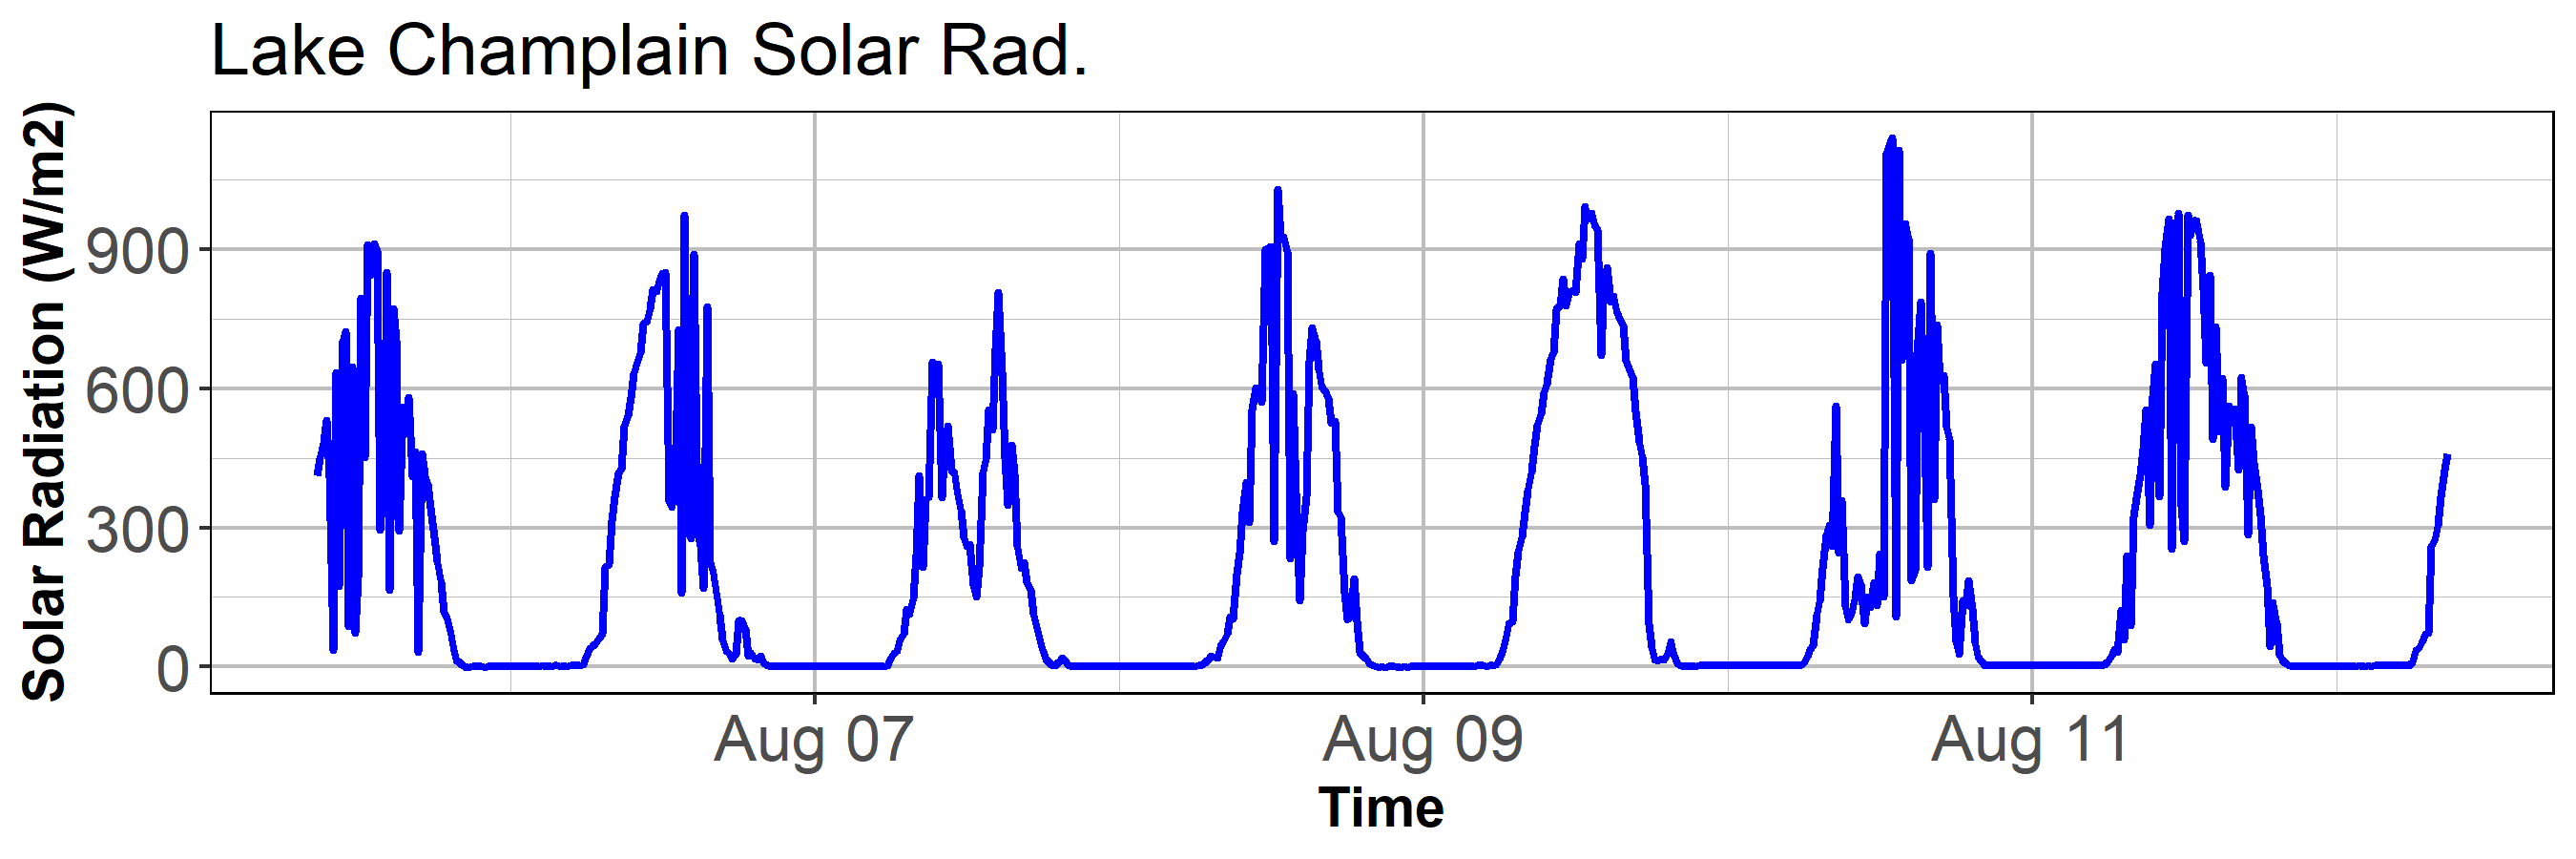 Lake Champlain Solar Rad.
Solar Radiation (W/m2)
900
600
300
0
Aug 07
Aug 09
Aug 11
Time